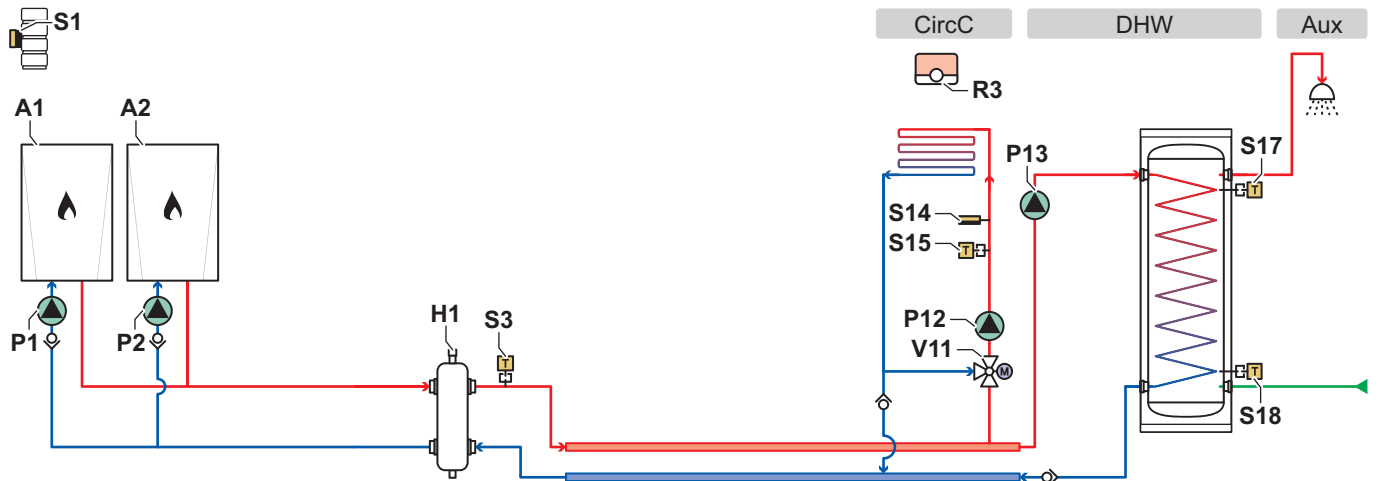 S1
CircC
DHW
Aux
R3
A1
A2
P13
S17
S14
S15
P1
P2
H1
S3
P12
V11
M
T
T
T
T
S18